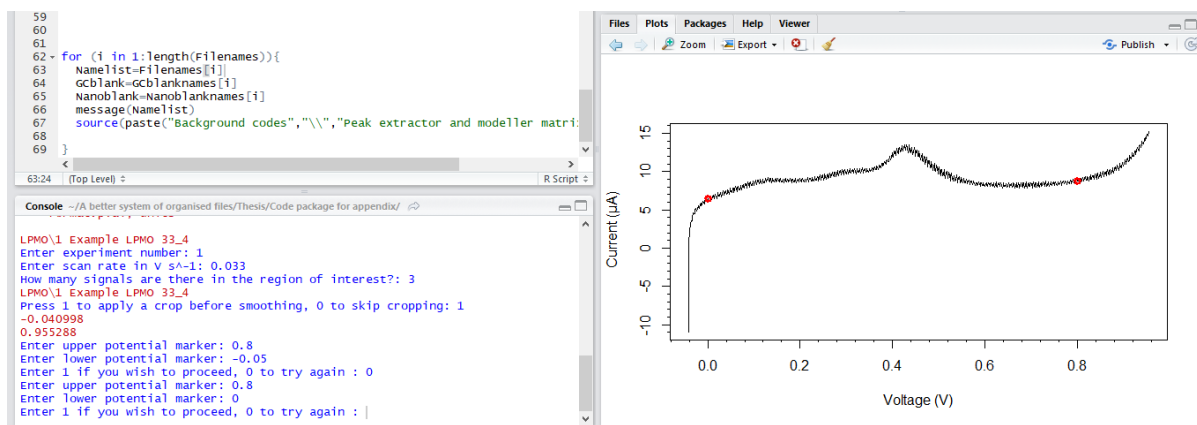 59
60
61
62 for (i in 1:length(Filenames)){
63 Namelist=Filenames[i]
64 GCblank=GCblanknames[i]
65 Nanoblank=Nanoblanknames[i]
66 message(Namelist)
67 source(paste("Background codes","\\","Peak extractor and modeller matri
68
69 }
63:24 (Top Level) R Script
Console ~/A better system of organised files/Thesis/Code package for appendix/
LPMO\1 Example LPMO 33_4
Enter experiment number: 1
Enter scan rate in V s^-1: 0.033
How many signals are there in the region of interest?: 3
LPMO\1 Example LPMO 33_4
Press 1 to apply a crop before smoothing, 0 to skip cropping: 1
-0.040998
0.955288
Enter upper potential marker: 0.8
Enter lower potential marker: -0.05
Enter 1 if you wish to proceed, 0 to try again : 0
Enter upper potential marker: 0.8
Enter lower potential marker: 0
Enter 1 if you wish to proceed, 0 to try again :
Files Plots Packages Help Viewer
Zoom Export Publish
Current (µA)
15
10
5
0
-10
0.0 0.2 0.4 0.6 0.8
Voltage (V)